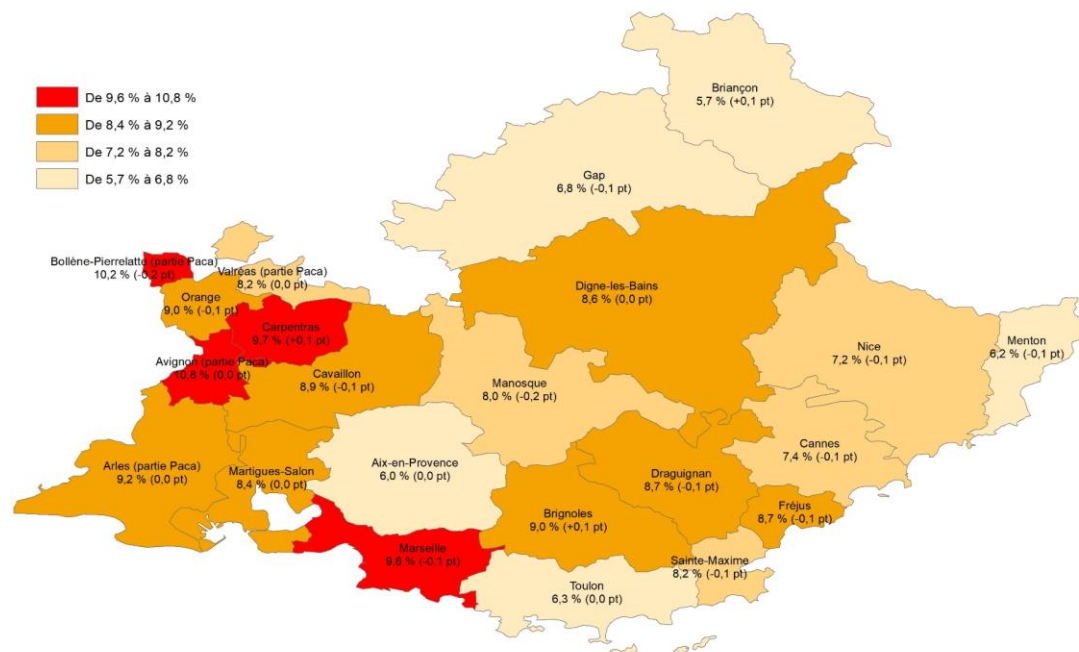 De 9,6 % à 10,8 %
De 8,4 % à 9,2 %
De 7,2 % à 8,2 %
De 5,7 % à 6,8 %
Briançon
5,7 % (+0,1 pt)
Gap
6,8 % (-0,1 pt)
Bollène-Pierrelatte (partie Paca)
10,2 % (-0,2 pt)
Valréas (partie Paca)
8,2 % (0,0 pt)
Orange
9,0 % (-0,1 pt)
Digne-les-Bains
8,6 % (0,0 pt)
Carpentras
9,7 % (+0,1 pt)
Nice
7,2 % (-0,1 pt)
Menton
6,2 % (-0,1 pt)
Avignon (partie Paca)
10,8 % (0,0 pt)
Cavaillon
8,9 % (-0,1 pt)
Manosque
8,0 % (-0,2 pt)
Cannes
7,4 % (-0,1 pt)
Arles (partie Paca)
9,2 % (0,0 pt)
Martigues-Salon
8,4 % (0,0 pt)
Aix-en-Provence
6,0 % (0,0 pt)
Draguignan
8,7 % (-0,1 pt)
Brignoles
9,0 % (+0,1 pt)
Fréjus
8,7 % (-0,1 pt)
Marseille
9,6 % (-0,1 pt)
Sainte-Maxime
8,2 % (-0,1 pt)
Toulon
6,3 % (0,0 pt)